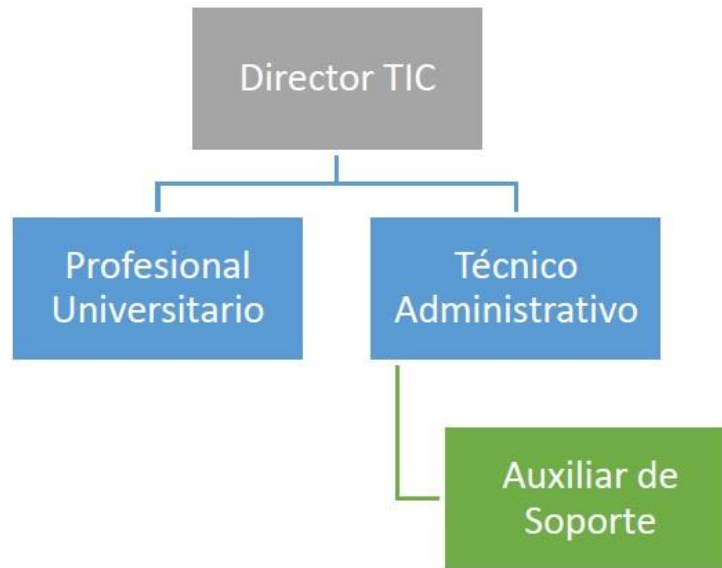 Director TIC
Profesional
Universitario
Técnico
Administrativo
Auxiliar de
Soporte